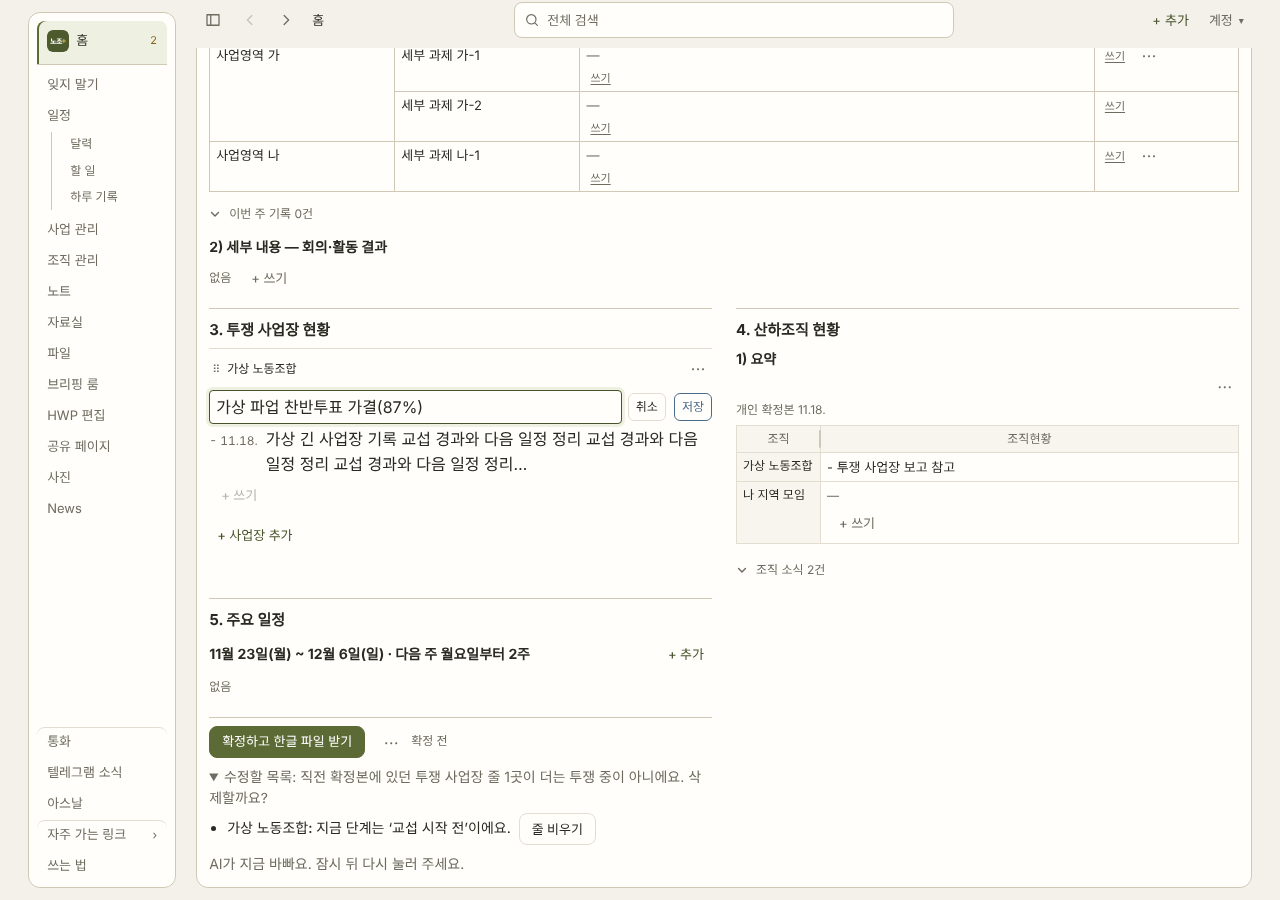 노조+ 홈 2
잊지 말기
일정
달력
할 일
하루 기록
사업 관리
조직 관리
노트
자료실
파일
브리핑 룸
HWP 편집
공유 페이지
사진
News
통화
텔레그램 소식
아스날
자주 가는 링크 ›
쓰는 법
홈
전체 검색
+ 추가 계정 ▾
사업영역 가 세부 과제 가-1 — 쓰기 ⋯
쓰기
세부 과제 가-2 — 쓰기
쓰기
사업영역 나 세부 과제 나-1 — 쓰기 ⋯
쓰기
이번 주 기록 0건
2) 세부 내용 — 회의·활동 결과
없음 + 쓰기
3. 투쟁 사업장 현황
가상 노동조합 ⋯
가상 파업 찬반투표 가결(87%) 취소 저장
- 11.18. 가상 긴 사업장 기록 교섭 경과와 다음 일정 정리 교섭 경과와 다음
일정 정리 교섭 경과와 다음 일정 정리...
+ 쓰기
+ 사업장 추가
4. 산하조직 현황
1) 요약
⋯
개인 확정본 11.18.
조직 조직현황
가상 노동조합 - 투쟁 사업장 보고 참고
나 지역 모임 —
+ 쓰기
조직 소식 2건
5. 주요 일정
11월 23일(월) ~ 12월 6일(일) · 다음 주 월요일부터 2주 + 추가
없음
확정하고 한글 파일 받기 ⋯ 확정 전
▼ 수정할 목록: 직전 확정본에 있던 투쟁 사업장 줄 1곳이 더는 투쟁 중이 아니에요. 삭
제할까요?
• 가상 노동조합: 지금 단계는 ‘교섭 시작 전’이에요. 줄 비우기
AI가 지금 바빠요. 잠시 뒤 다시 눌러 주세요.